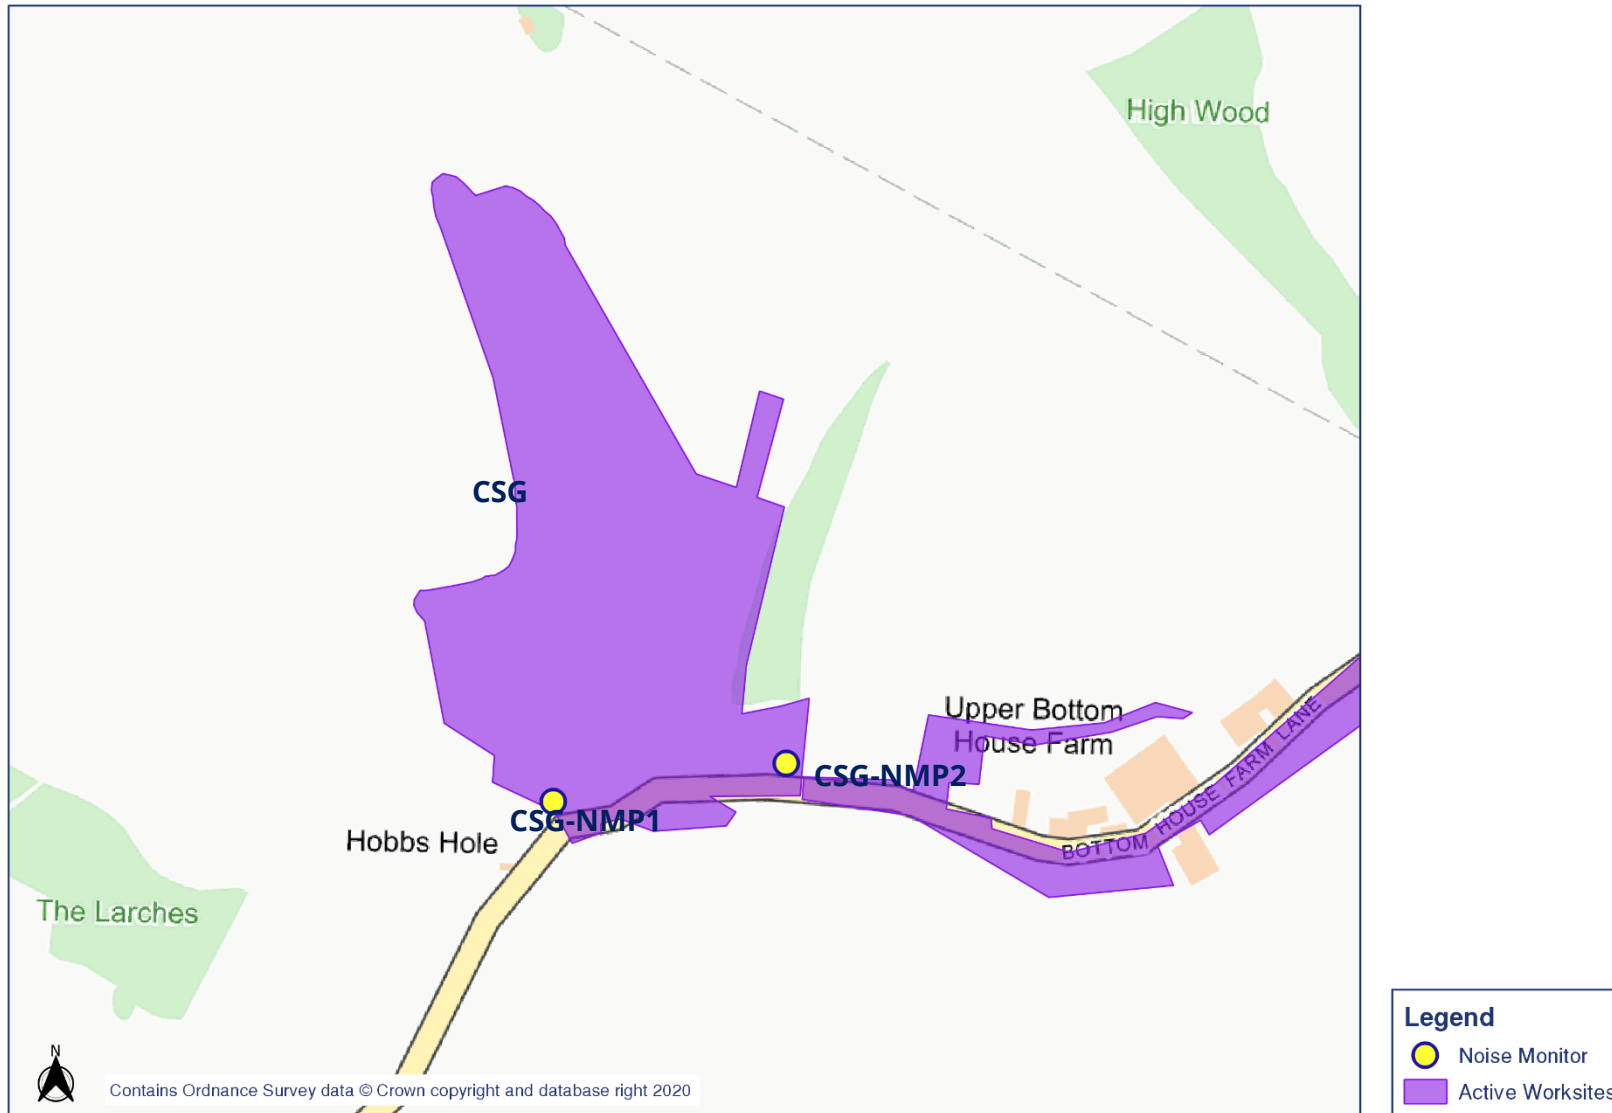 High Wood
CSG
Upper Bottom
House Farm
CSG-NMP2
CSG-NMP1
Hobbs Hole
BOTTOM HOUSE FARM LANE
The Larches
N
Contains Ordnance Survey data © Crown copyright and database right 2020
Legend
Noise Monitor
Active Worksites